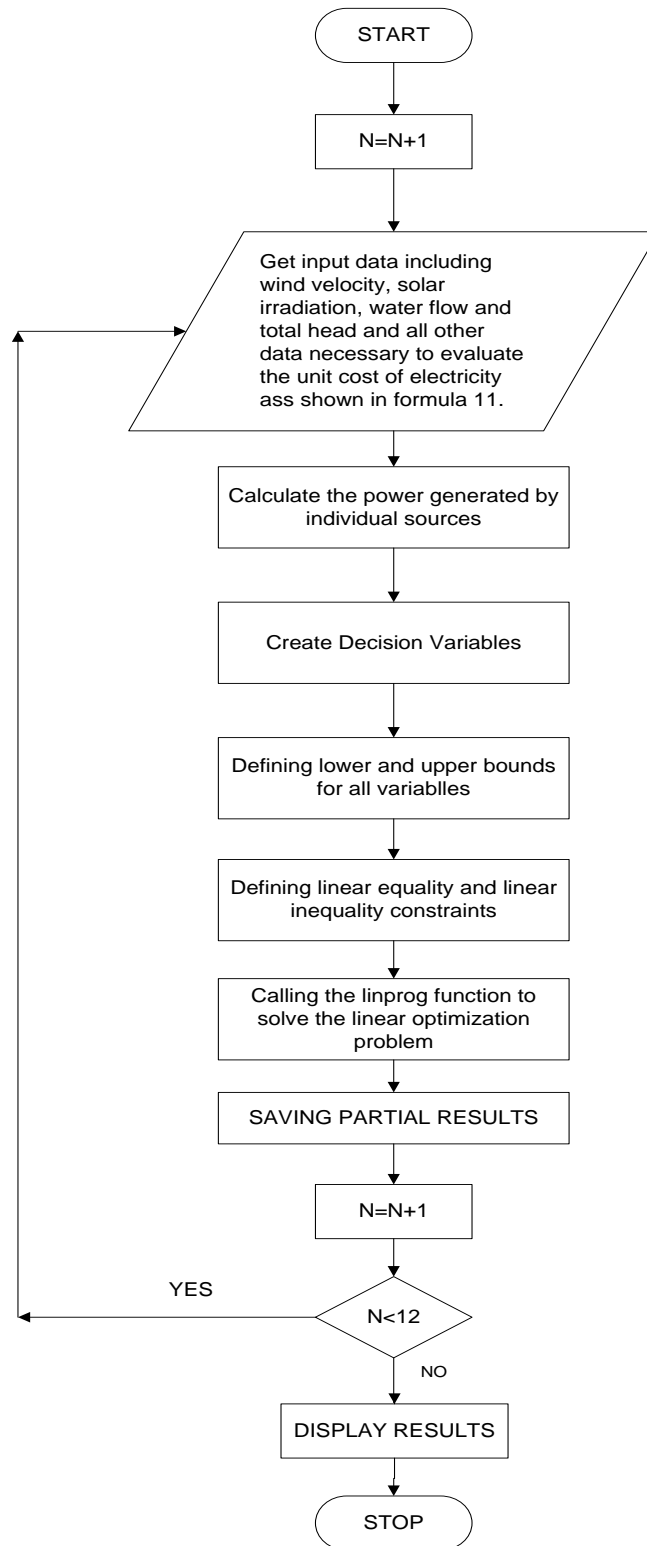 START
N=N+1
Get input data including
wind velocity, solar
irradiation, water flow and
total head and all other
data necessary to evaluate
the unit cost of electricity
ass shown in formula 11.
Calculate the power generated by
individual sources
Create Decision Variables
Defining lower and upper bounds
for all variablles
Defining linear equality and linear
inequality constraints
Calling the linprog function to
solve the linear optimization
problem
SAVING PARTIAL RESULTS
N=N+1
YES
N<12
NO
DISPLAY RESULTS
STOP